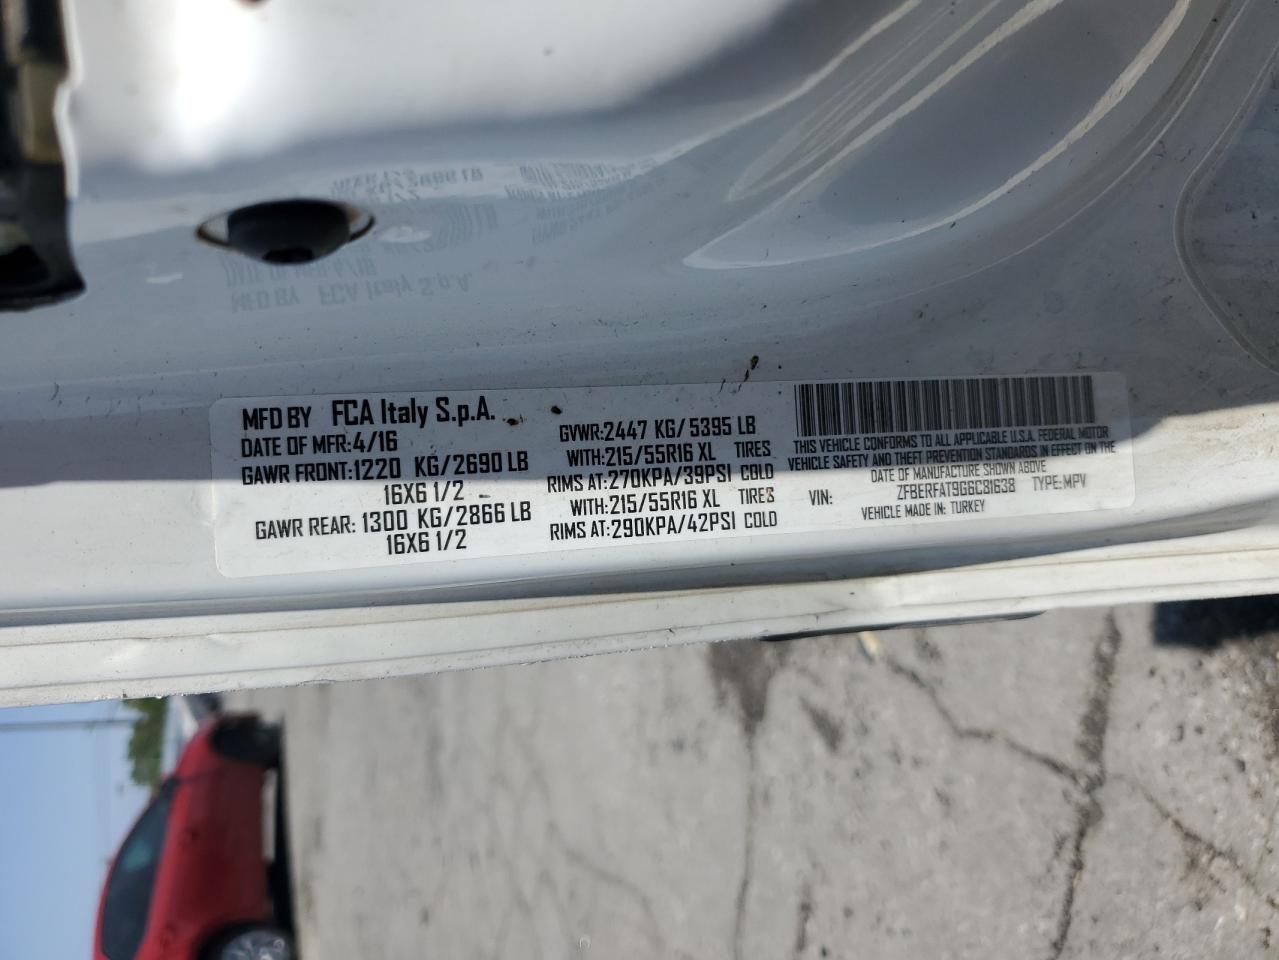 MFD BY FCA Italy S.p.A.
DATE OF MFR:4/16
GAWR FRONT:1220 KG/2690 LB
16X6 1/2
GAWR REAR: 1300 KG/2866 LB
16X6 1/2
GVWR:2447 KG/5395 LB
WITH:215/55R16 XL TIRES
RIMS AT:270KPA/39PSI COLD
WITH:215/55R16 XL TIRES
RIMS AT:290KPA/42PSI COLD
THIS VEHICLE CONFORMS TO ALL APPLICABLE U.S.A. FEDERAL MOTOR
VEHICLE SAFETY AND THEFT PREVENTION STANDARDS IN EFFECT ON THE
DATE OF MANUFACTURE SHOWN ABOVE
VIN: ZFBERFAT9G6C81638 TYPE:MPV
VEHICLE MADE IN: TURKEY